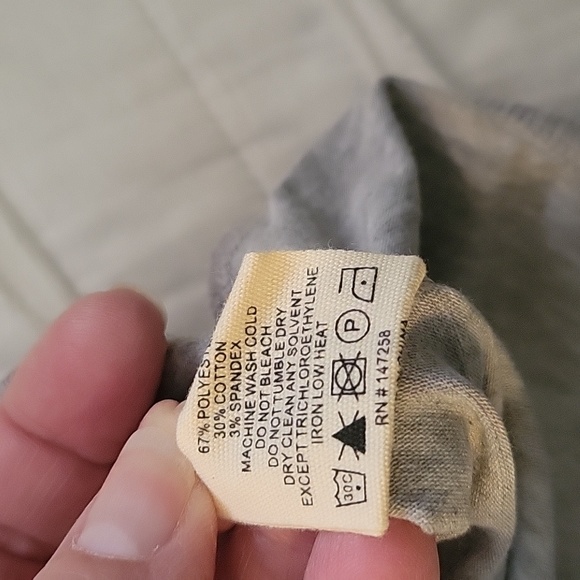 67% POLYEST
30% COTTON
3% SPANDEX
MACHINE WASH COLD
DO NOT BLEACH
DO NOT TUMBLE DRY
DRY CLEAN ANY SOLVENT
EXCEPT TRICHLOROETHYLENE
IRON LOW HEAT
30C P
RN# 147258